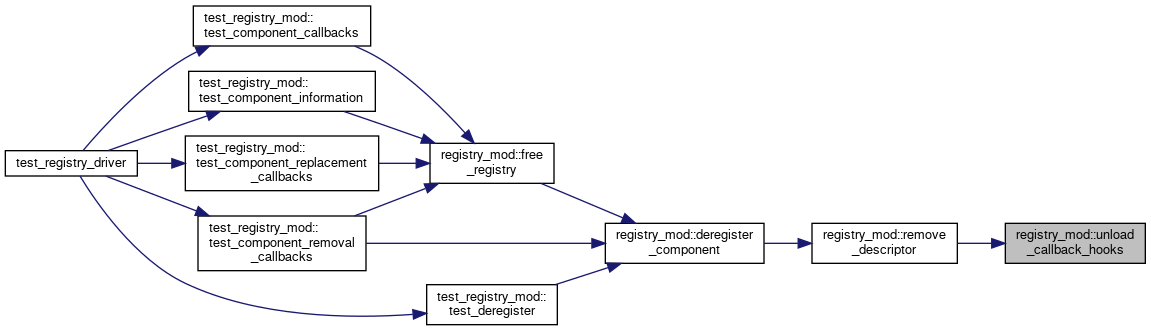 test_registry_mod::
test_component_callbacks
test_registry_mod::
test_component_information
test_registry_mod::
test_component_replacement
_callbacks
registry_mod::free
_registry
test_registry_driver
test_registry_mod::
test_component_removal
_callbacks
registry_mod::deregister
_component
registry_mod::remove
_descriptor
registry_mod::unload
_callback_hooks
test_registry_mod::
test_deregister